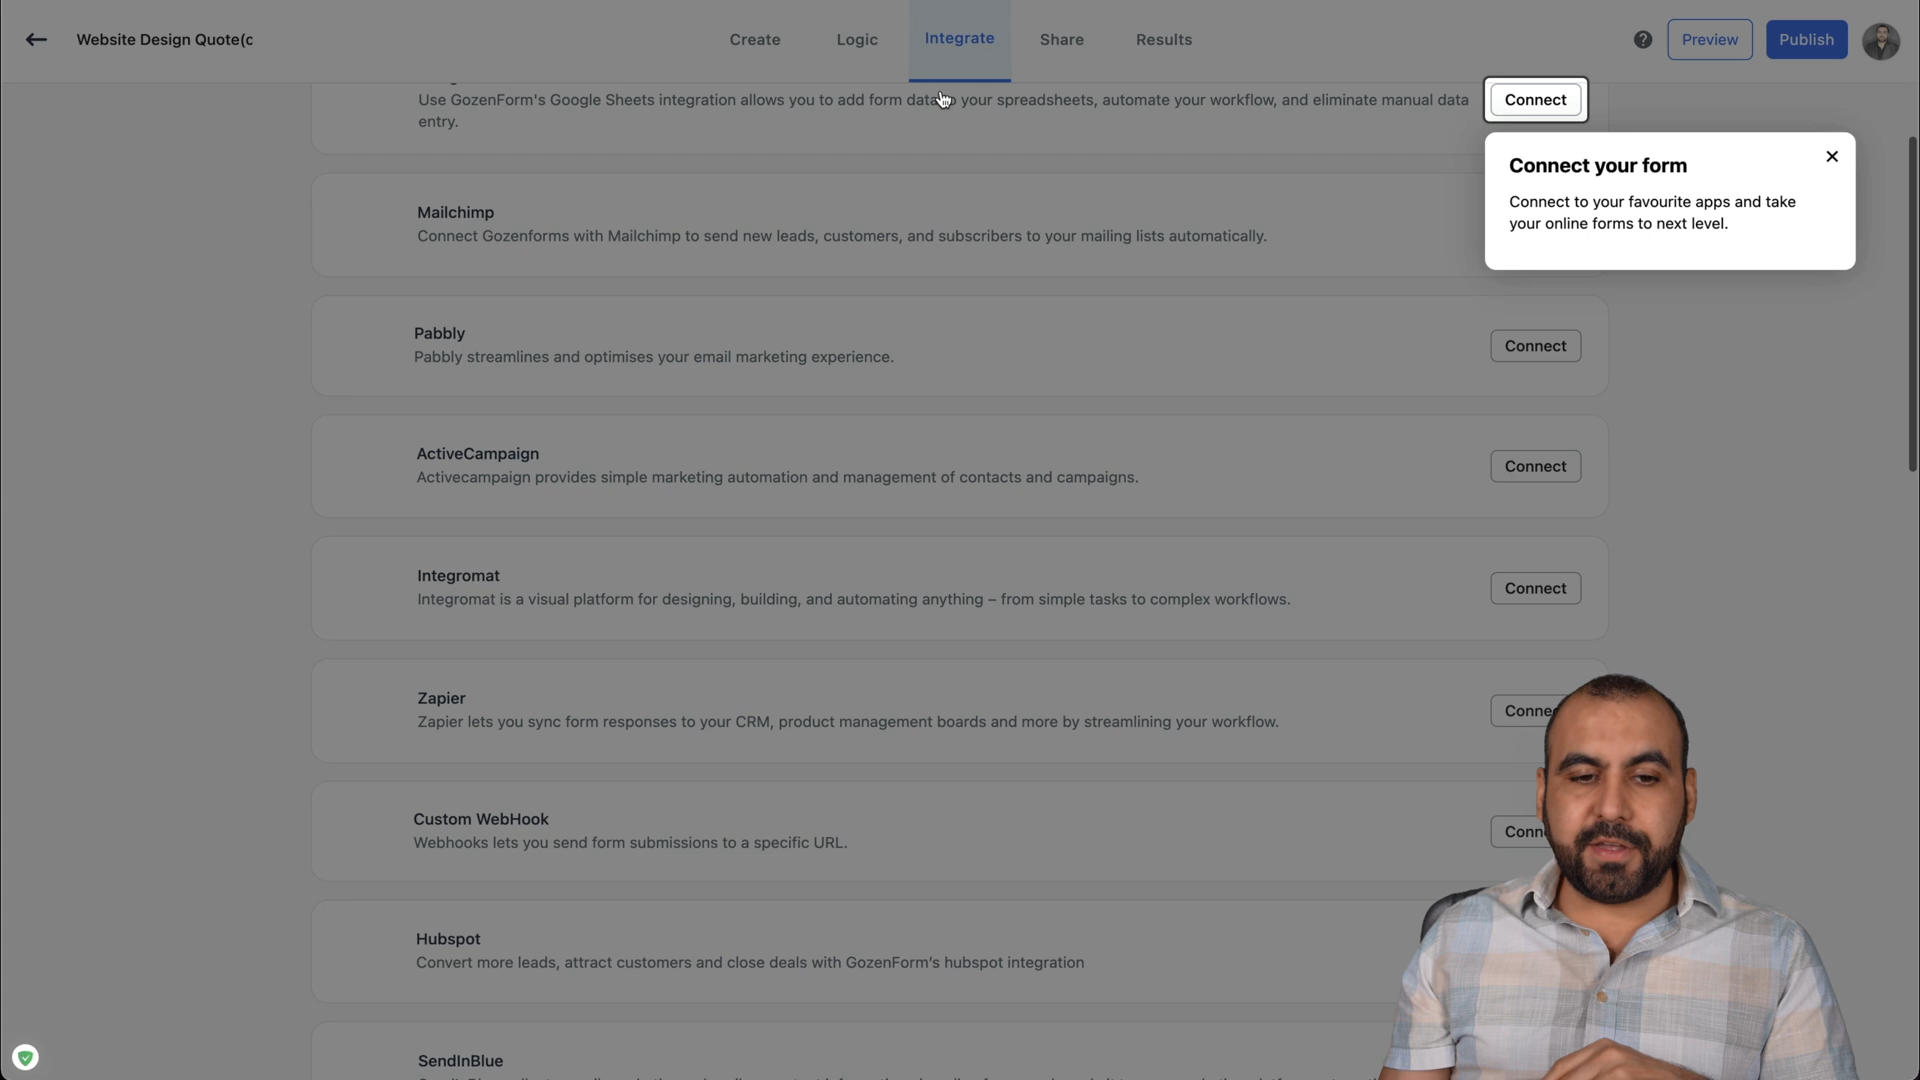 Website Design Quote(c
Create
Logic
Integrate
Share
Results
Preview
Publish
Use GozenForm's Google Sheets integration allows you to add form data your spreadsheets, automate your workflow, and eliminate manual data
entry.
Connect
Connect your form
Connect to your favourite apps and take
your online forms to next level.
Mailchimp
Connect Gozenforms with Mailchimp to send new leads, customers, and subscribers to your mailing lists automatically.
Pabbly
Pabbly streamlines and optimises your email marketing experience.
Connect
ActiveCampaign
Activecampaign provides simple marketing automation and management of contacts and campaigns.
Connect
Integromat
Integromat is a visual platform for designing, building, and automating anything – from simple tasks to complex workflows.
Connect
Zapier
Zapier lets you sync form responses to your CRM, product management boards and more by streamlining your workflow.
Connec
Custom WebHook
Webhooks lets you send form submissions to a specific URL.
Conn
Hubspot
Convert more leads, attract customers and close deals with GozenForm's hubspot integration
SendInBlue